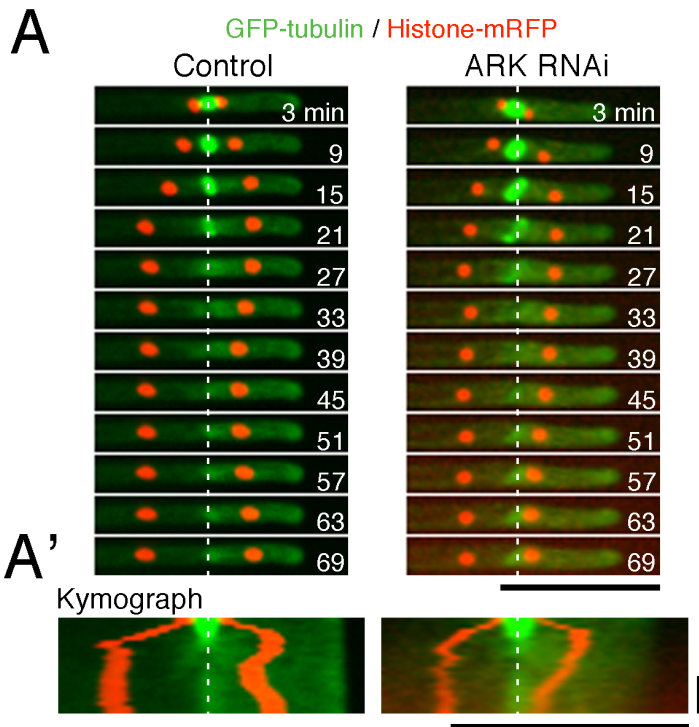 A
GFP-tubulin / Histone-mRFP
Control
ARK RNAi
3 min
9
15
21
27
33
39
45
51
57
63
69
3 min
9
15
21
27
33
39
45
51
57
63
69
A'
Kymograph